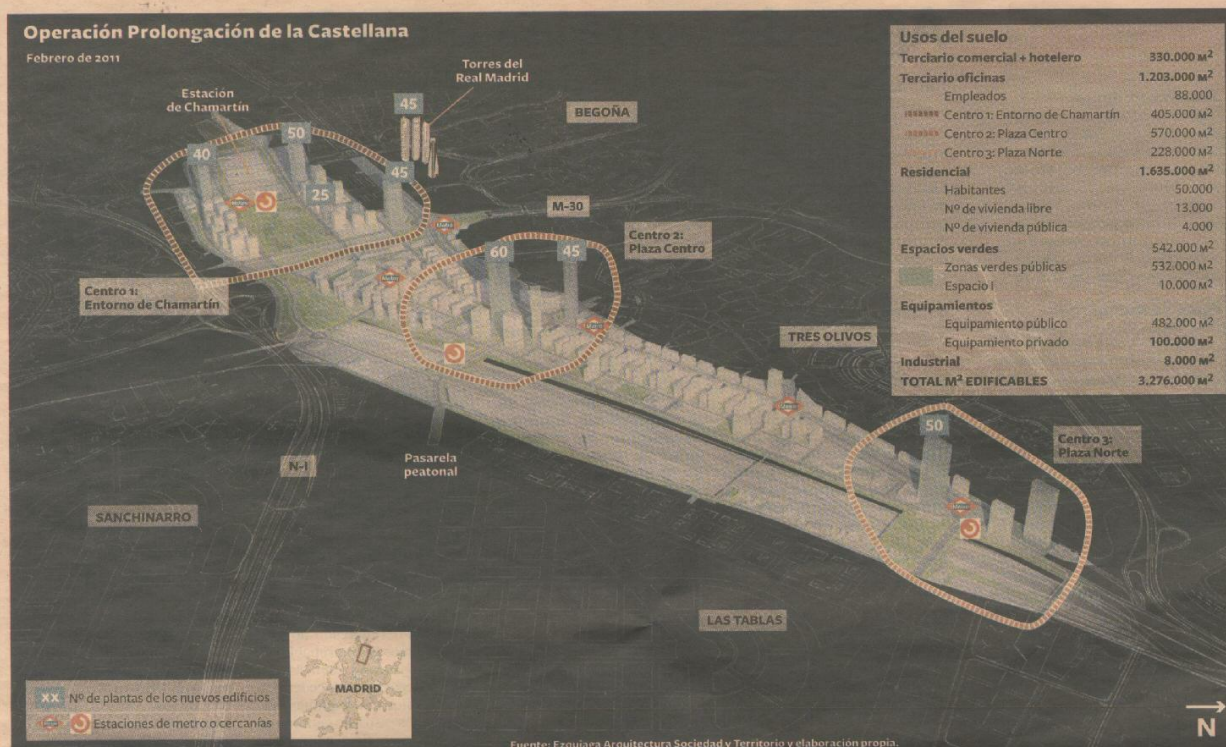 Operación Prolongación de la Castellana
Febrero de 2011
Estación
de Chamartín
Torres del
Real Madrid
45
BEGOÑA
50
40
45
25
M-30
Centro 1:
Entorno de Chamartín
Centro 2:
Plaza Centro
60
45
TRES OLIVOS
Pasarela
peatonal
N-I
50
Centro 3:
Plaza Norte
SANCHINARRO
LAS TABLAS
Usos del suelo
Terciario comercial + hotelero 330.000 M²
Terciario oficinas 1.203.000 M²
Empleados 88.000
Centro 1: Entorno de Chamartín 405.000 M²
Centro 2: Plaza Centro 570.000 M²
Centro 3: Plaza Norte 228.000 M²
Residencial 1.635.000 M²
Habitantes 50.000
Nº de vivienda libre 13.000
Nº de vivienda pública 4.000
Espacios verdes 542.000 M²
Zonas verdes públicas 532.000 M²
Espacio I 10.000 M²
Equipamientos
Equipamiento público 482.000 M²
Equipamiento privado 100.000 M²
Industrial 8.000 M²
TOTAL M² EDIFICABLES 3.276.000 M²
XX Nº de plantas de los nuevos edificios
Estaciones de metro o cercanías
MADRID
N
Fuente: Ezquiaga Arquitectura Sociedad y Territorio y elaboración propia.